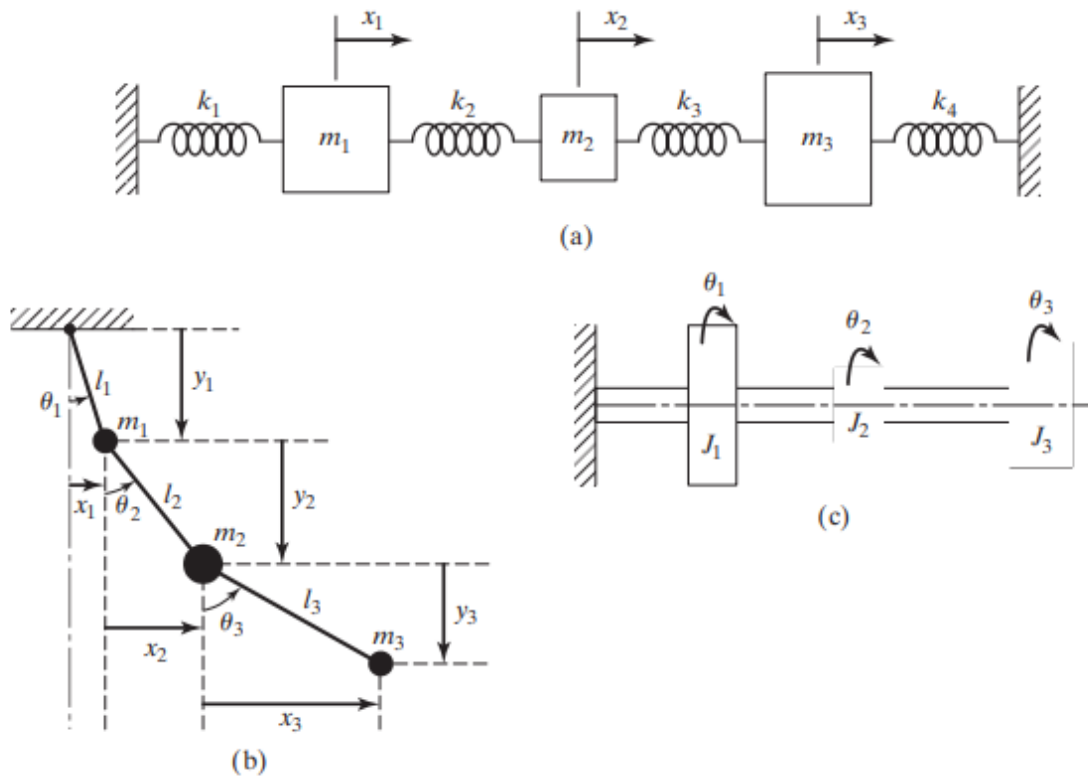 x1 x2 x3
k1 k2 k3 k4
m1 m2 m3
(a)
θ1 l1 y1
m1
x1 θ2 l2 y2
m2
x2 θ3 l3 y3
m3
x3
(b)
θ1 θ2 θ3
J1 J2 J3
(c)